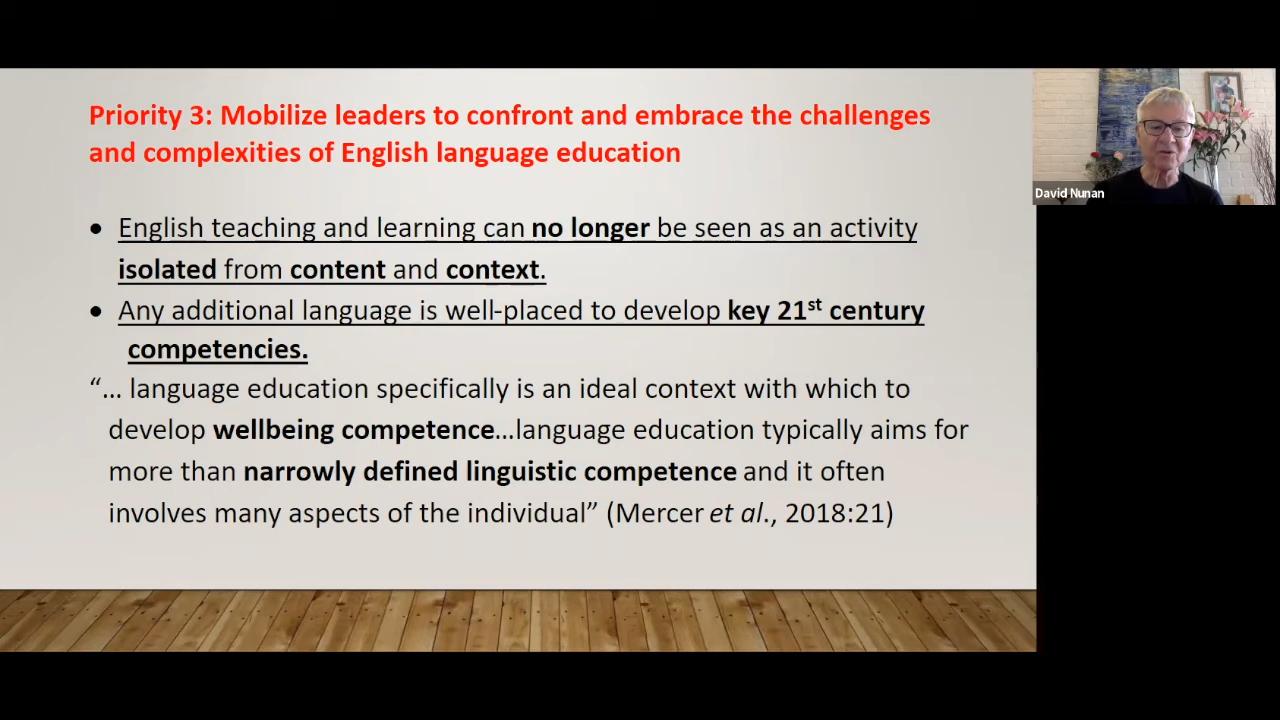 Priority 3: Mobilize leaders to confront and embrace the challenges
and complexities of English language education
• English teaching and learning can no longer be seen as an activity
isolated from content and context.
• Any additional language is well-placed to develop key 21st century
competencies.
“… language education specifically is an ideal context with which to
develop wellbeing competence…language education typically aims for
more than narrowly defined linguistic competence and it often
involves many aspects of the individual” (Mercer et al., 2018:21)
David Nunan